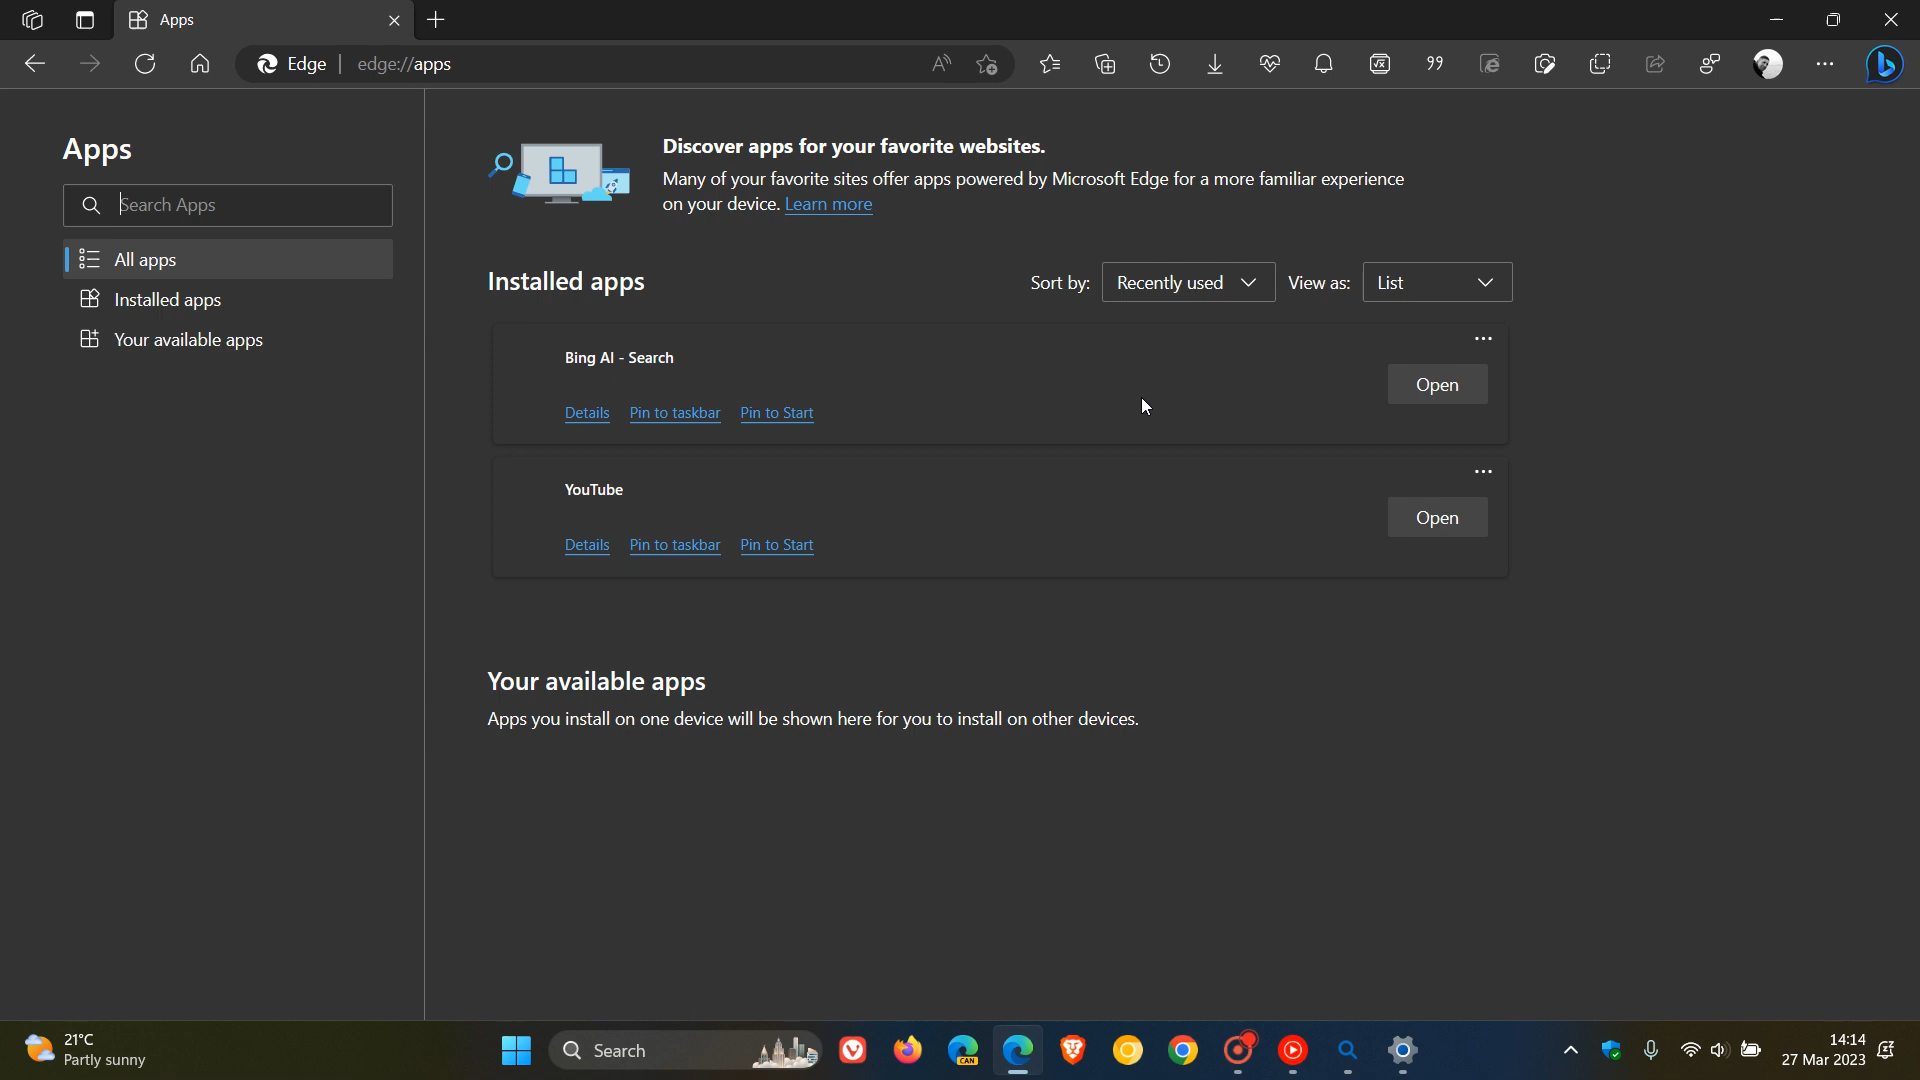 Apps
Edge
edge://apps
Apps
Search Apps
All apps
Installed apps
Your available apps
Discover apps for your favorite websites.
Many of your favorite sites offer apps powered by Microsoft Edge for a more familiar experience
on your device. Learn more
Installed apps
Sort by:
Recently used
View as:
List
Bing AI - Search
Open
Details
Pin to taskbar
Pin to Start
YouTube
Open
Details
Pin to taskbar
Pin to Start
Your available apps
Apps you install on one device will be shown here for you to install on other devices.
21°C
Partly sunny
Search
CAN
14:14
27 Mar 2023